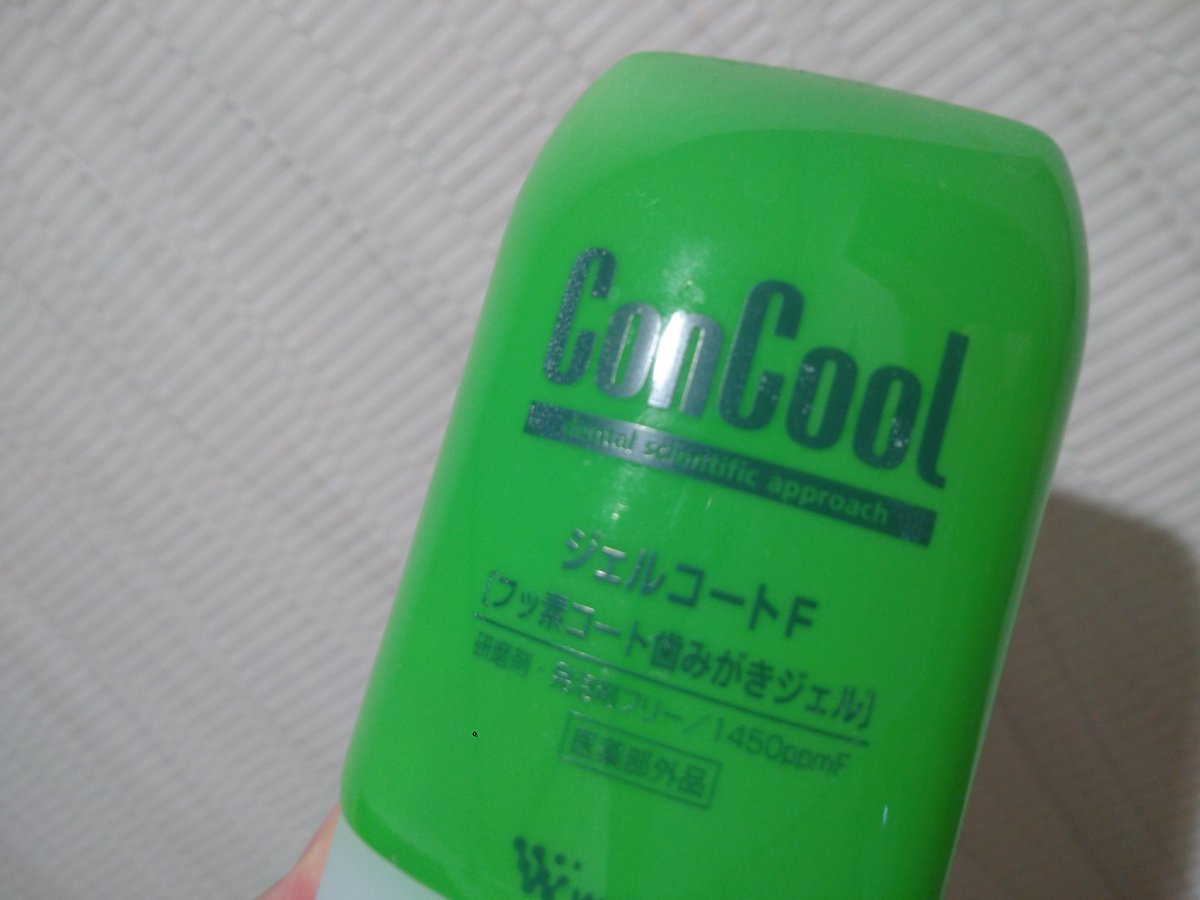 ConCool
dental scientific approach
ジェルコートF
[フッ素コート歯みがきジェル]
研磨剤・発泡剤フリー/1450ppmF
医薬部外品